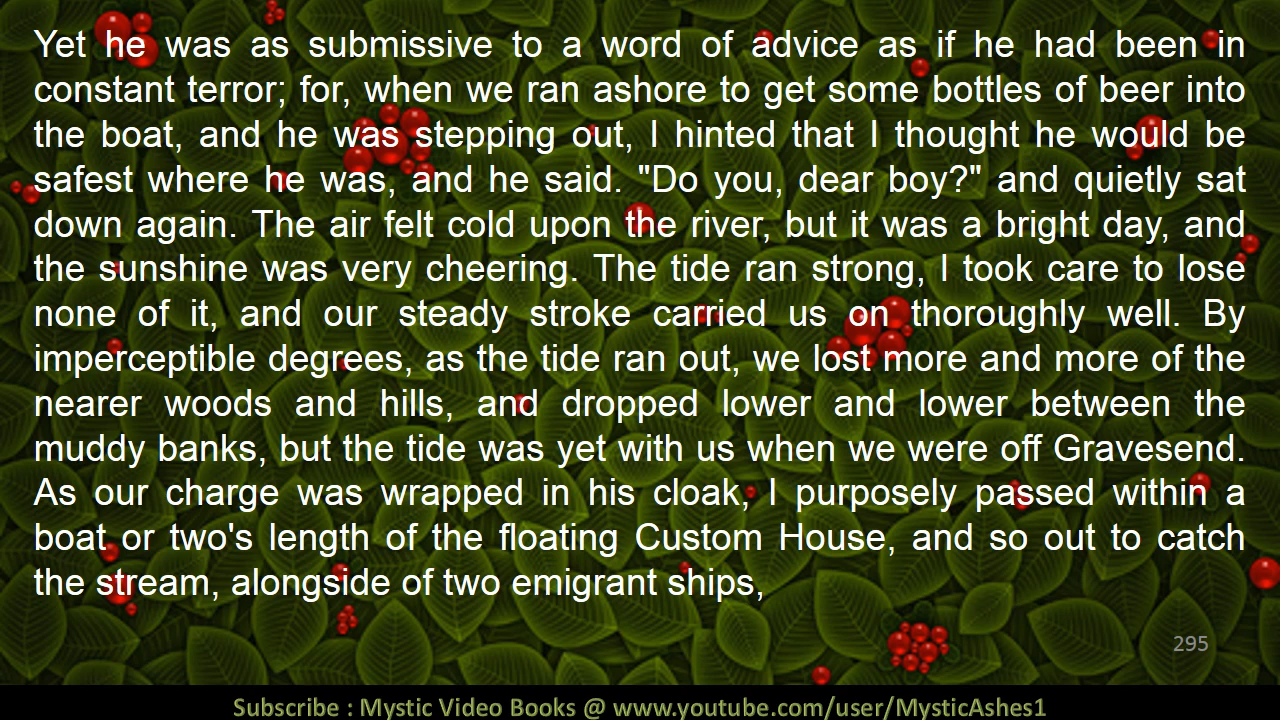 Yet he was as submissive to a word of advice as if he had been in
constant terror; for, when we ran ashore to get some bottles of beer into
the boat, and he was stepping out, I hinted that I thought he would be
safest where he was, and he said. "Do you, dear boy?" and quietly sat
down again. The air felt cold upon the river, but it was a bright day, and
the sunshine was very cheering. The tide ran strong, I took care to lose
none of it, and our steady stroke carried us on thoroughly well. By
imperceptible degrees, as the tide ran out, we lost more and more of the
nearer woods and hills, and dropped lower and lower between the
muddy banks, but the tide was yet with us when we were off Gravesend.
As our charge was wrapped in his cloak, I purposely passed within a
boat or two's length of the floating Custom House, and so out to catch
the stream, alongside of two emigrant ships,
295
Subscribe : Mystic Video Books @ www.youtube.com/user/MysticAshes1